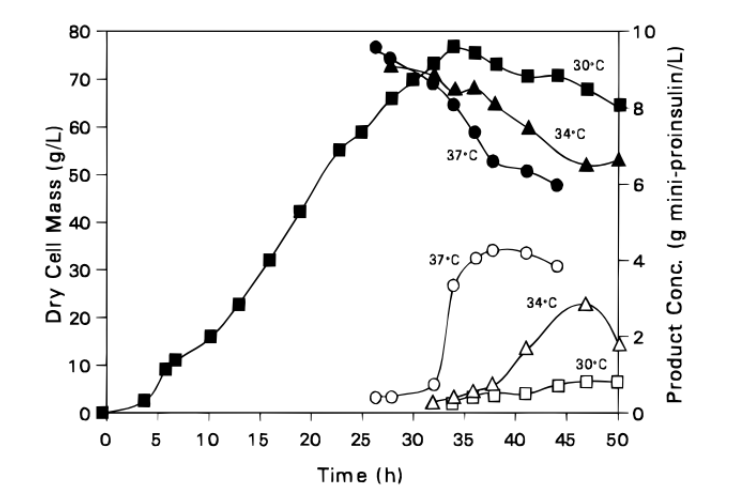 80
70
60
50
40
30
20
10
0
Dry Cell Mass (g/L)
10
8
6
4
2
0
Product Conc. (g mini-proinsulin/L)
30°C
34°C
37°C
37°C
34°C
30°C
0 5 10 15 20 25 30 35 40 45 50
Time (h)